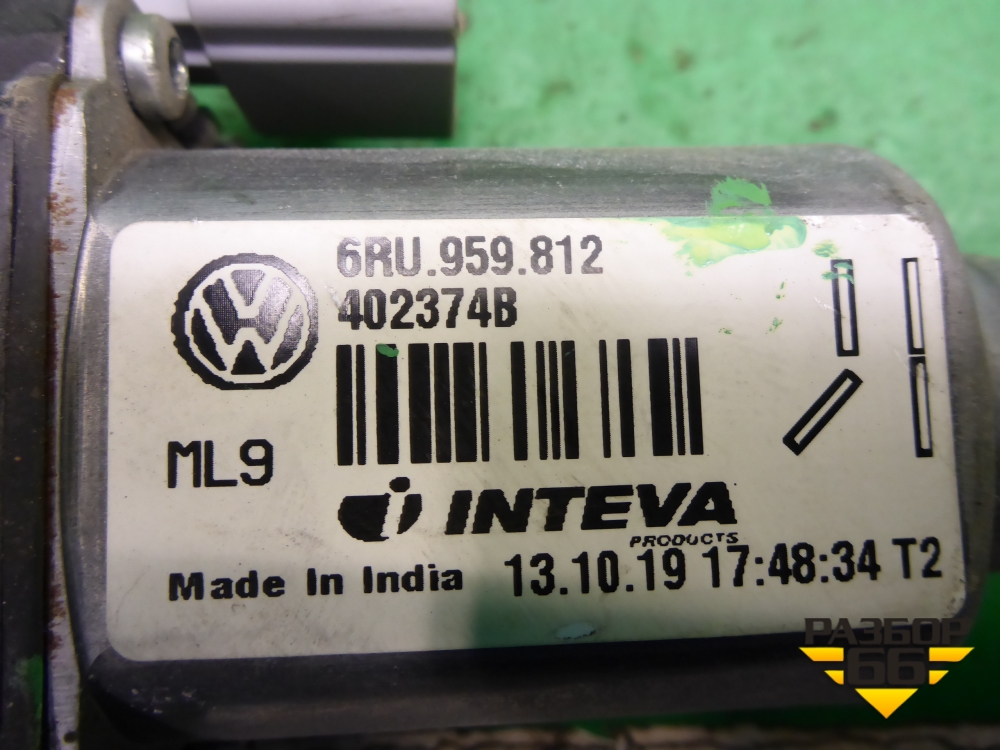 6RU.959.812
402374B
ML9
INTEVA
PRODUCTS
Made In India 13.10.19 17:48:34 T2
РАЗБОР
66